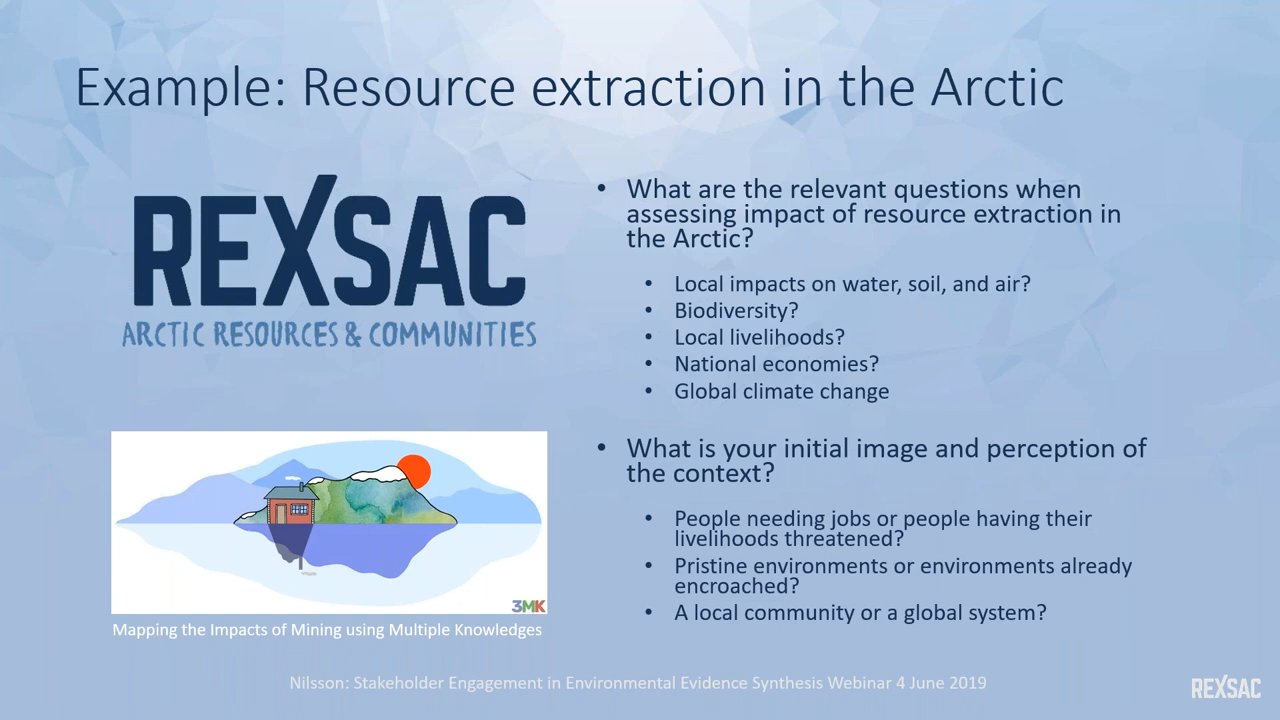 Example: Resource extraction in the Arctic
REXSAC
ARCTIC RESOURCES & COMMUNITIES
• What are the relevant questions when
assessing impact of resource extraction in
the Arctic?
• Local impacts on water, soil, and air?
• Biodiversity?
• Local livelihoods?
• National economies?
• Global climate change
3MK
Mapping the Impacts of Mining using Multiple Knowledges
• What is your initial image and perception of
the context?
• People needing jobs or people having their
livelihoods threatened?
• Pristine environments or environments already
encroached?
• A local community or a global system?
Nilsson: Stakeholder Engagement in Environmental Evidence Synthesis Webinar 4 June 2019
REXSAC